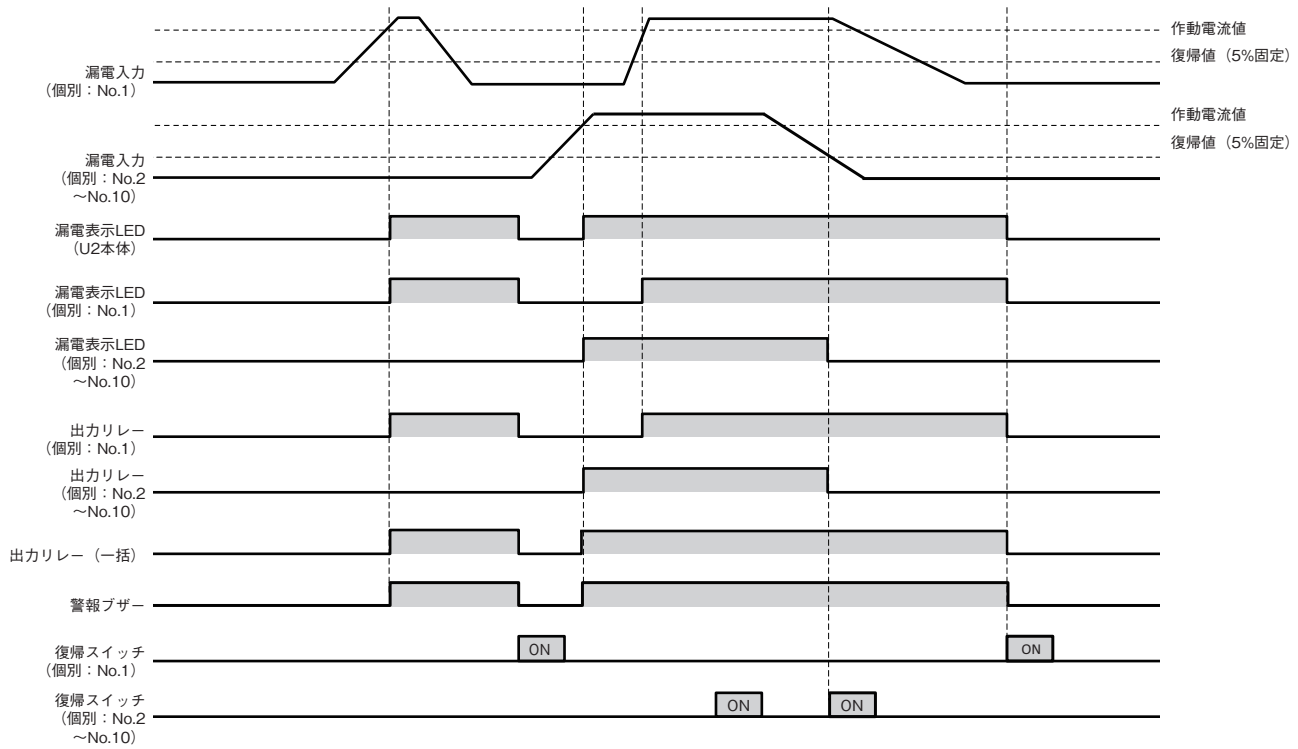 作動電流値
復帰値（5%固定）
漏電入力
（個別：No.1）
作動電流値
復帰値（5%固定）
漏電入力
（個別：No.2
～No.10）
漏電表示LED
（U2本体）
漏電表示LED
（個別：No.1）
漏電表示LED
（個別：No.2
～No.10）
出力リレー
（個別：No.1）
出力リレー
（個別：No.2
～No.10）
出力リレー（一括）
警報ブザー
復帰スイッチ
（個別：No.1）
ON
ON
復帰スイッチ
（個別：No.2
～No.10）
ON
ON